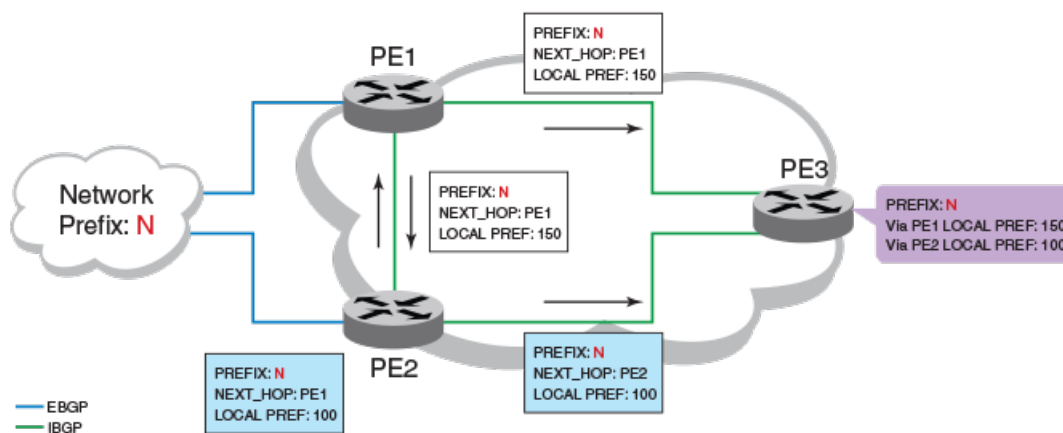 PREFIX: N
NEXT_HOP: PE1
LOCAL PREF: 150
PE1
PE3
Network
Prefix: N
PREFIX: N
NEXT_HOP: PE1
LOCAL PREF: 150
PREFIX: N
Via PE1 LOCAL PREF: 150
Via PE2 LOCAL PREF: 100
PE2
PREFIX: N
NEXT_HOP: PE2
LOCAL PREF: 100
PREFIX: N
NEXT_HOP: PE1
LOCAL PREF: 100
EBGP
IBGP